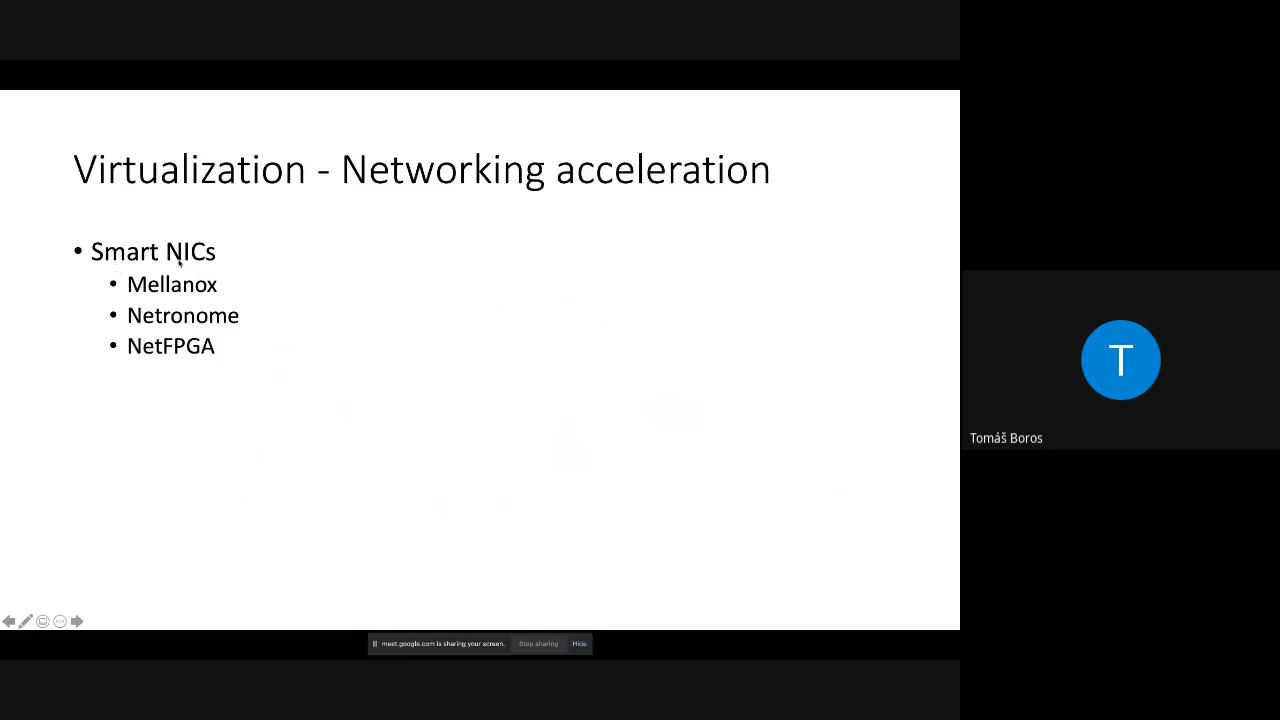 Virtualization - Networking acceleration
• Smart NICs
• Mellanox
• Netronome
• NetFPGA
T
Tomáš Boros
meet.google.com is sharing your screen. Stop sharing Hide